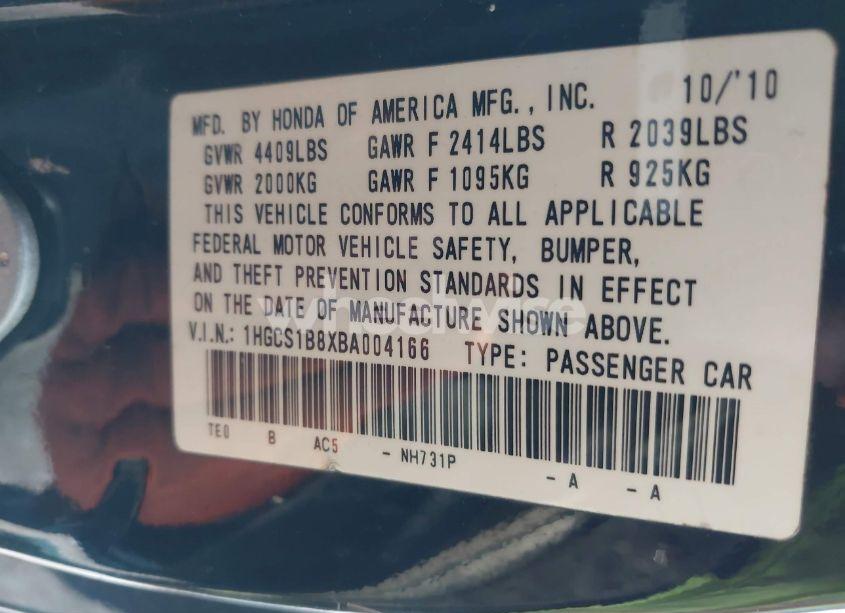 MFD. BY HONDA OF AMERICA MFG., INC. 10/'10
GVWR 4409LBS GAWR F 2414LBS R 2039LBS
GVWR 2000KG GAWR F 1095KG R 925KG
THIS VEHICLE CONFORMS TO ALL APPLICABLE
FEDERAL MOTOR VEHICLE SAFETY, BUMPER,
AND THEFT PREVENTION STANDARDS IN EFFECT
ON THE DATE OF MANUFACTURE SHOWN ABOVE.
wheelwise
V.I.N.: 1HGCS1B8XBA004166 TYPE: PASSENGER CAR
TE0 B AC5 - NH731P - A - A